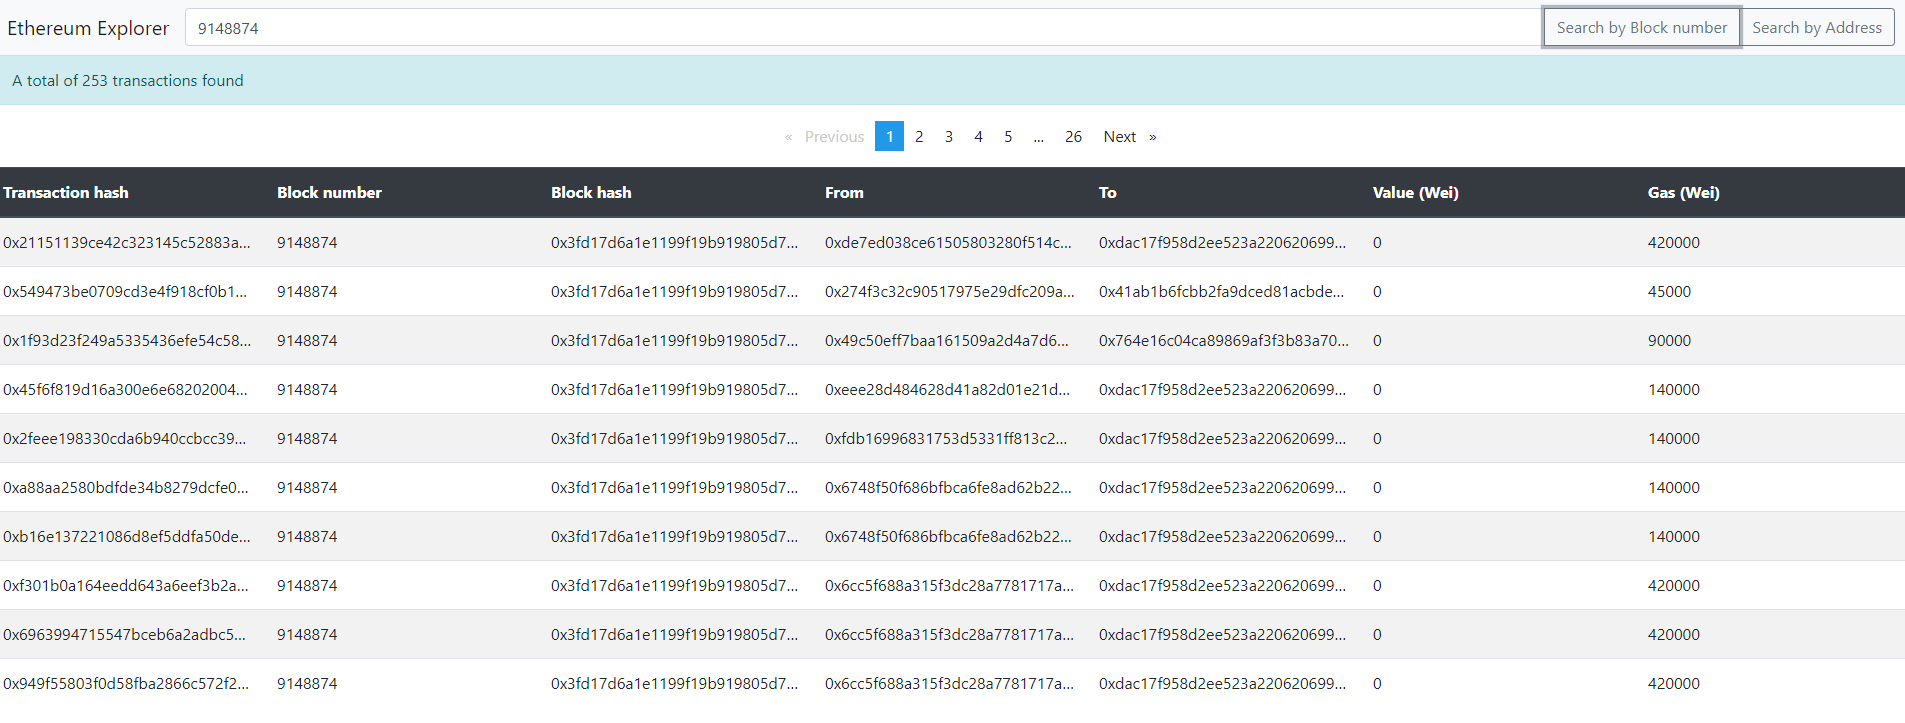 Ethereum Explorer 9148874 Search by Block number Search by Address
A total of 253 transactions found
« Previous 1 2 3 4 5 ... 26 Next »
Transaction hash Block number Block hash From To Value (Wei) Gas (Wei)
0x21151139ce42c323145c52883a... 9148874 0x3fd17d6a1e1199f19b919805d7... 0xde7ed038ce61505803280f514c... 0xdac17f958d2ee523a220620699... 0 420000
0x549473be0709cd3e4f918cf0b1... 9148874 0x3fd17d6a1e1199f19b919805d7... 0x274f3c32c90517975e29dfc209a... 0x41ab1b6fcbb2fa9dced81acbde... 0 45000
0x1f93d23f249a5335436efe54c58... 9148874 0x3fd17d6a1e1199f19b919805d7... 0x49c50eff7baa161509a2d4a7d6... 0x764e16c04ca89869af3f3b83a70... 0 90000
0x45f6f819d16a300e6e68202004... 9148874 0x3fd17d6a1e1199f19b919805d7... 0xeee28d484628d41a82d01e21d... 0xdac17f958d2ee523a220620699... 0 140000
0x2feee198330cda6b940ccbcc39... 9148874 0x3fd17d6a1e1199f19b919805d7... 0xfdb16996831753d5331ff813c2... 0xdac17f958d2ee523a220620699... 0 140000
0xa88aa2580bdfde34b8279dcfe0... 9148874 0x3fd17d6a1e1199f19b919805d7... 0x6748f50f686bfbca6fe8ad62b22... 0xdac17f958d2ee523a220620699... 0 140000
0xb16e137221086d8ef5ddfa50de... 9148874 0x3fd17d6a1e1199f19b919805d7... 0x6748f50f686bfbca6fe8ad62b22... 0xdac17f958d2ee523a220620699... 0 140000
0xf301b0a164eedd643a6eef3b2a... 9148874 0x3fd17d6a1e1199f19b919805d7... 0x6cc5f688a315f3dc28a7781717a... 0xdac17f958d2ee523a220620699... 0 420000
0x6963994715547bceb6a2adbc5... 9148874 0x3fd17d6a1e1199f19b919805d7... 0x6cc5f688a315f3dc28a7781717a... 0xdac17f958d2ee523a220620699... 0 420000
0x949f55803f0d58fba2866c572f2... 9148874 0x3fd17d6a1e1199f19b919805d7... 0x6cc5f688a315f3dc28a7781717a... 0xdac17f958d2ee523a220620699... 0 420000